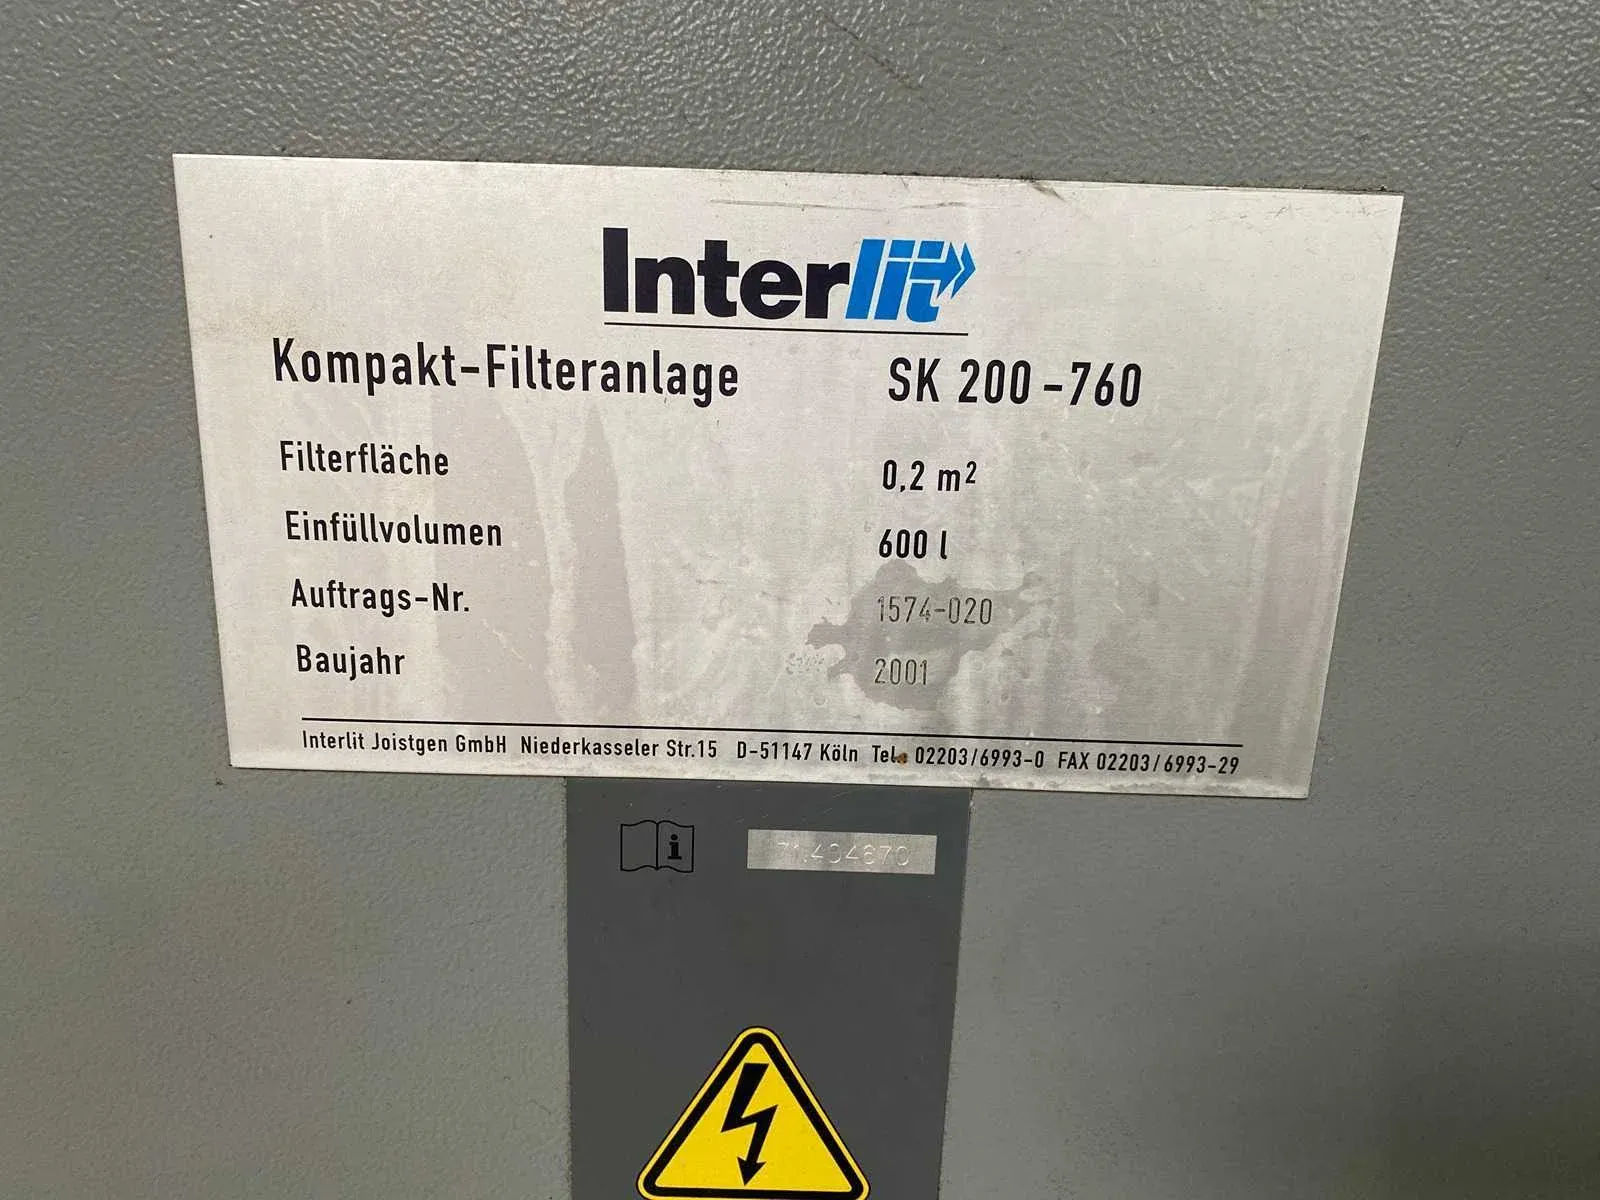 Interlit
Kompakt-Filteranlage SK 200-760
Filterfläche 0,2 m²
Einfüllvolumen 600 l
Auftrags-Nr. 1574-020
Baujahr 2001
Interlit Joistgen GmbH Niederkasseler Str.15 D-51147 Köln Tel. 02203/6993-0 FAX 02203/6993-29
i